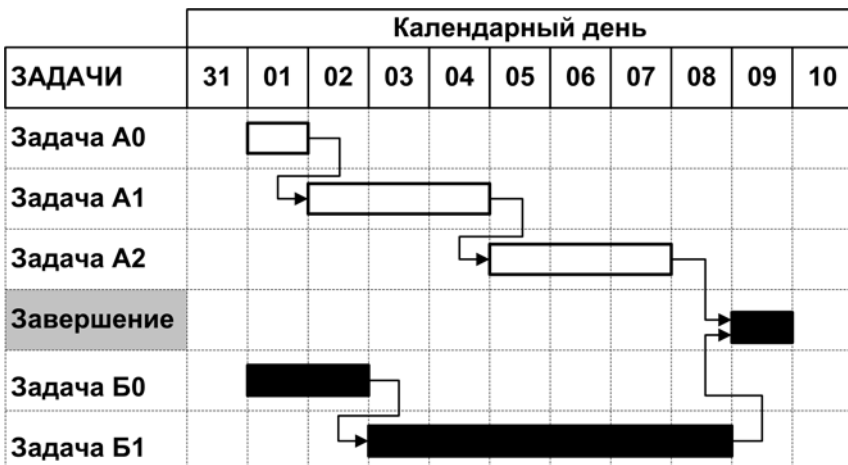 Календарный день
ЗАДАЧИ 31 01 02 03 04 05 06 07 08 09 10
Задача А0
Задача А1
Задача А2
Завершение
Задача Б0
Задача Б1